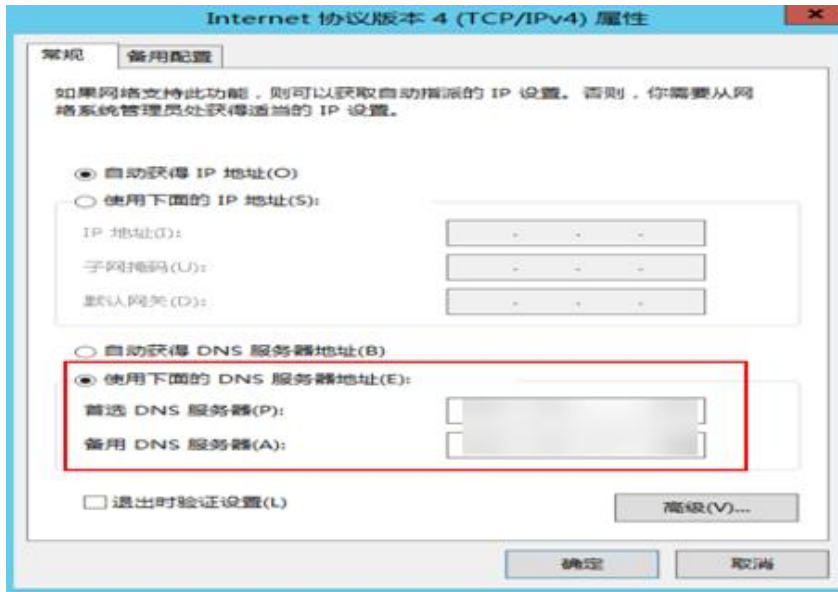 Internet 协议版本 4 (TCP/IPv4) 属性
常规
备用配置
如果网络支持此功能，则可以获取自动指派的 IP 设置。否则，你需要从网
络系统管理员处获得适当的 IP 设置。
自动获得 IP 地址(O)
使用下面的 IP 地址(S):
IP 地址(I):
子网掩码(U):
默认网关(D):
自动获得 DNS 服务器地址(B)
使用下面的 DNS 服务器地址(E):
首选 DNS 服务器(P):
备用 DNS 服务器(A):
退出时验证设置(L)
高级(V)...
确定
取消